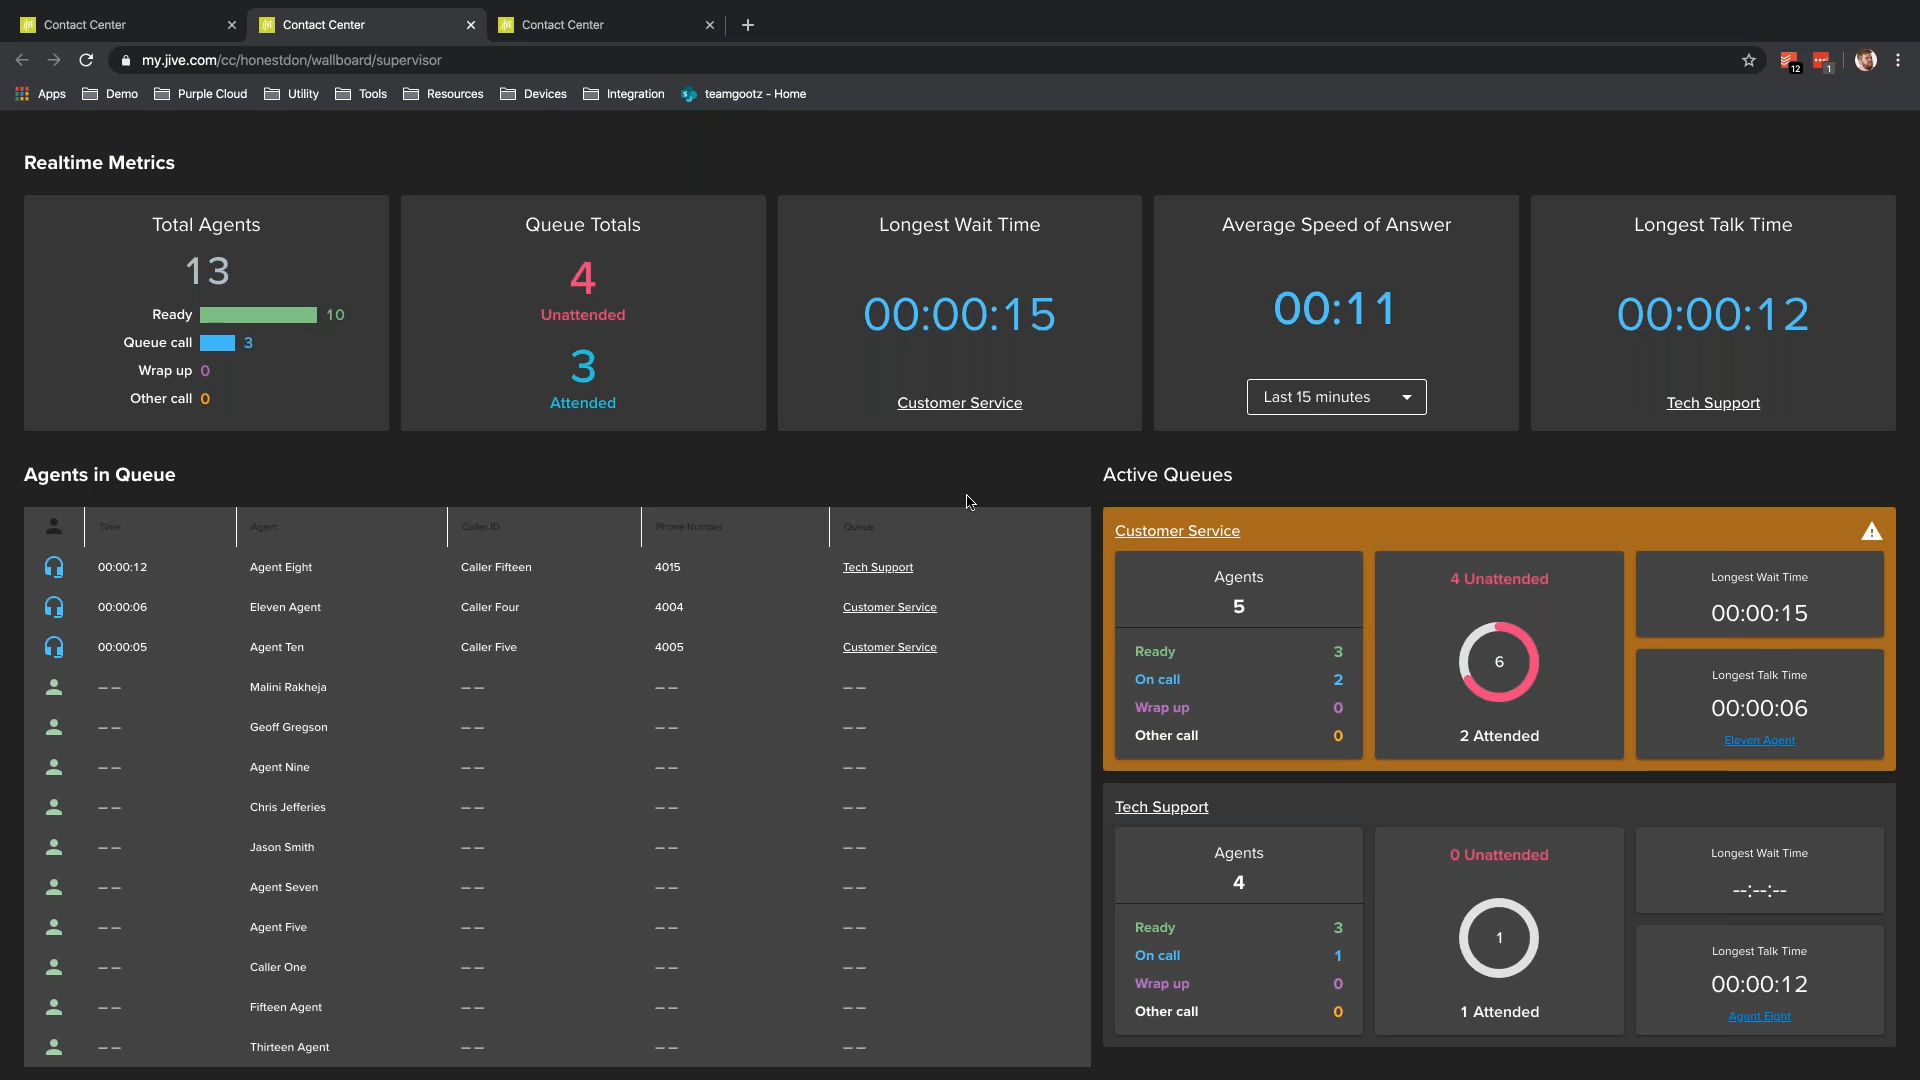 Contact Center
Contact Center
Contact Center
my.jive.com/cc/honestdon/wallboard/supervisor
12
1
Apps
Demo
Purple Cloud
Utility
Tools
Resources
Devices
Integration
teamgootz - Home
Realtime Metrics
Total Agents
13
Ready 10
Queue call 3
Wrap up 0
Other call 0
Queue Totals
4
Unattended
3
Attended
Longest Wait Time
00:00:15
Customer Service
Average Speed of Answer
00:11
Last 15 minutes
Longest Talk Time
00:00:12
Tech Support
Agents in Queue
Time Agent Caller ID Phone Number Queue
00:00:12 Agent Eight Caller Fifteen 4015 Tech Support
00:00:06 Eleven Agent Caller Four 4004 Customer Service
00:00:05 Agent Ten Caller Five 4005 Customer Service
— — Malini Rakheja — — — — — —
— — Geoff Gregson — — — — — —
— — Agent Nine — — — — — —
— — Chris Jefferies — — — — — —
— — Jason Smith — — — — — —
— — Agent Seven — — — — — —
— — Agent Five — — — — — —
— — Caller One — — — — — —
— — Fifteen Agent — — — — — —
— — Thirteen Agent — — — — — —
Active Queues
Customer Service
Agents
5
Ready 3
On call 2
Wrap up 0
Other call 0
4 Unattended
6
2 Attended
Longest Wait Time
00:00:15
Longest Talk Time
00:00:06
Eleven Agent
Tech Support
Agents
4
Ready 3
On call 1
Wrap up 0
Other call 0
0 Unattended
1
1 Attended
Longest Wait Time
--:--:--
Longest Talk Time
00:00:12
Agent Eight